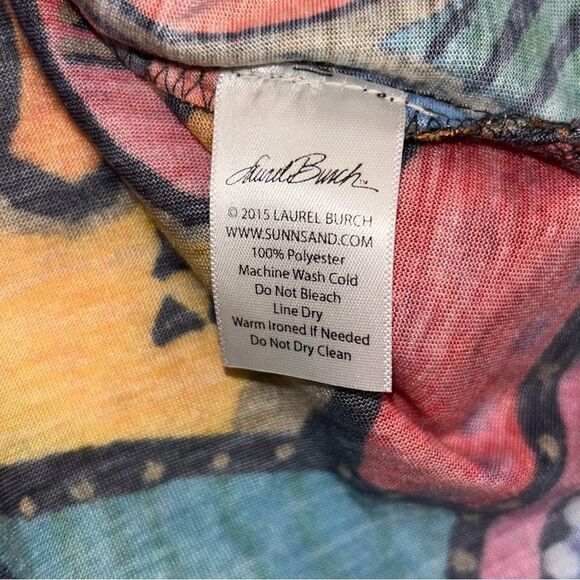 Laurel Burch
© 2015 LAUREL BURCH
WWW.SUNNSAND.COM
100% Polyester
Machine Wash Cold
Do Not Bleach
Line Dry
Warm Ironed If Needed
Do Not Dry Clean